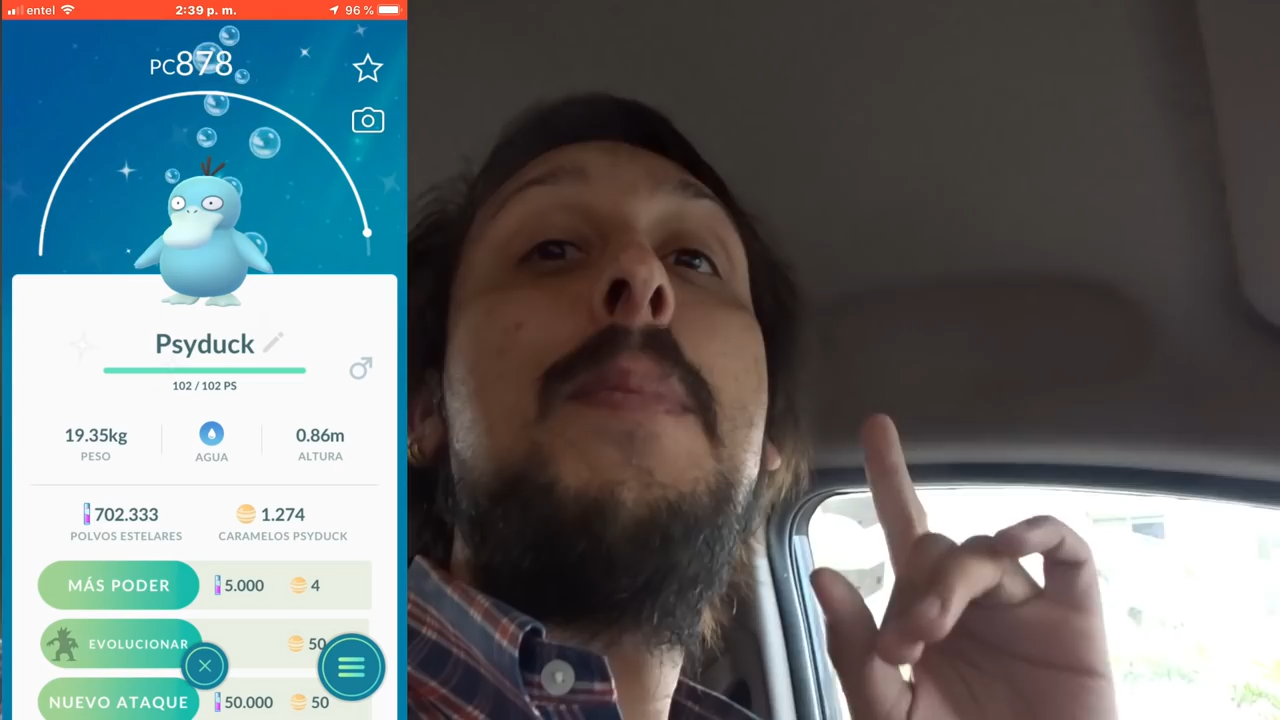 entel 2:39 p. m. 96 %
PC878
Psyduck
102 / 102 PS
19.35kg 0.86m
PESO AGUA ALTURA
702.333 1.274
POLVOS ESTELARES CARAMELOS PSYDUCK
MÁS PODER 5.000 4
EVOLUCIONAR 50
NUEVO ATAQUE 50.000 50